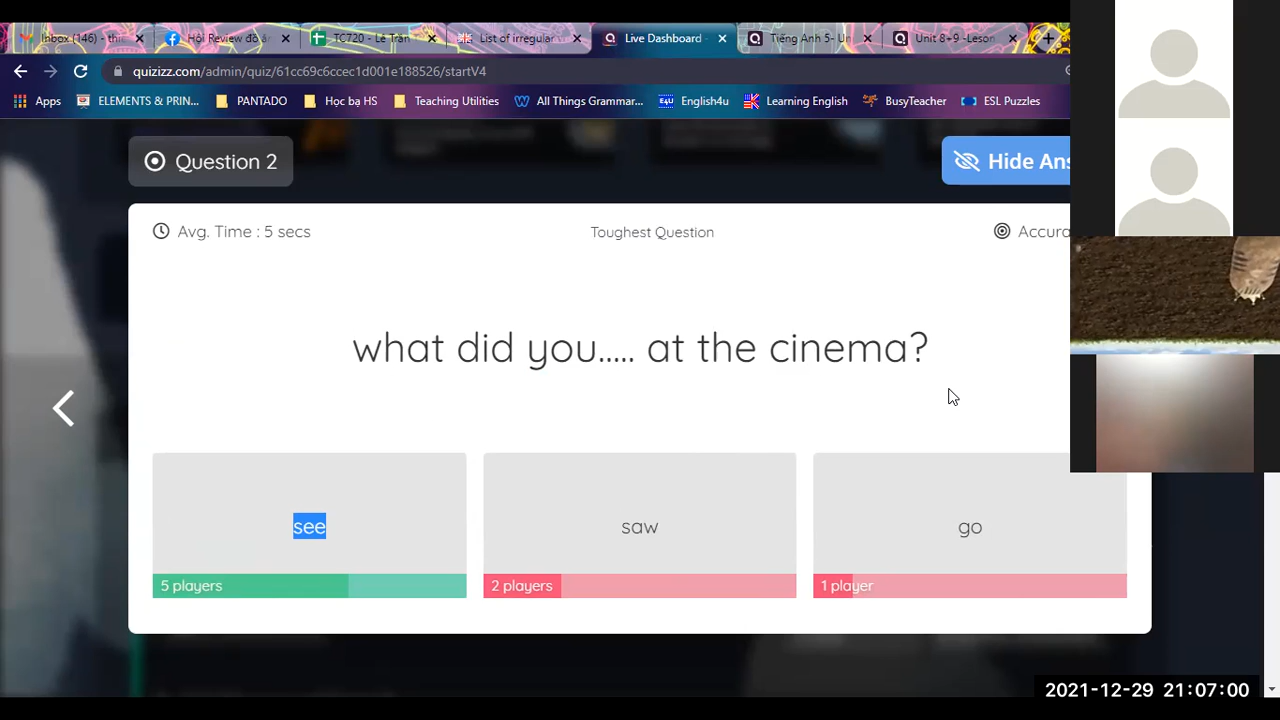 Inbox (146) - thi
Hội Review đồ ăn
TC720 - Lê Trần
List of irregular
Live Dashboard -
Tiếng Anh 5- Un
Unit 8+9 -Leson
quizizz.com/admin/quiz/61cc69c6ccec1d001e188526/startV4
Apps
ELEMENTS & PRIN...
PANTADO
Học bạ HS
Teaching Utilities
All Things Grammar...
English4u
Learning English
BusyTeacher
ESL Puzzles
Question 2
Hide Ans
Avg. Time : 5 secs
Toughest Question
Accura
what did you..... at the cinema?
see
saw
go
5 players
2 players
1 player
2021-12-29 21:07:00